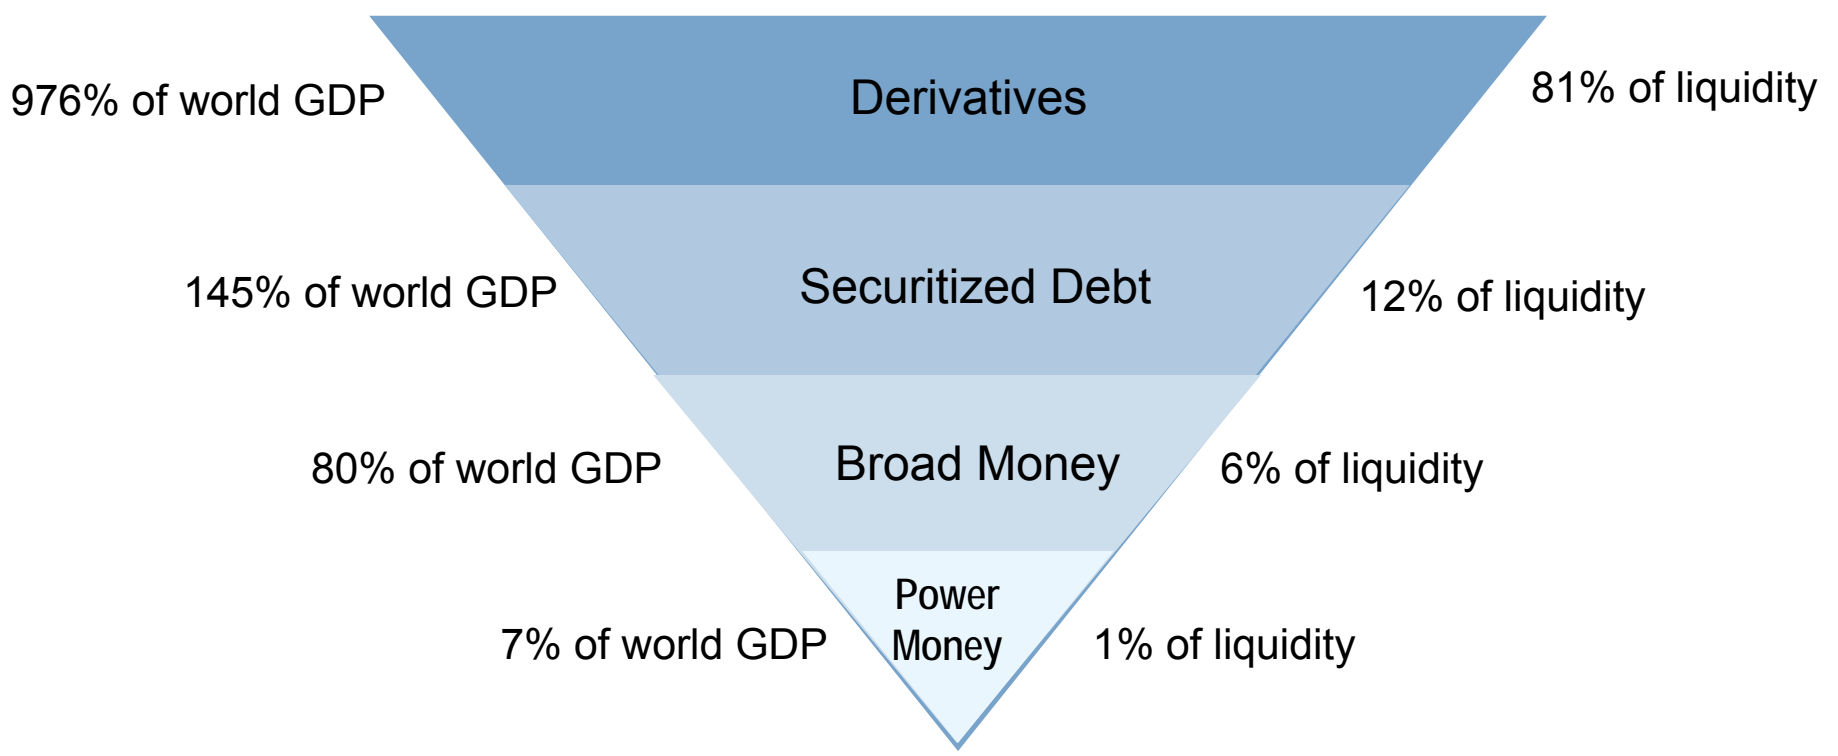 976% of world GDP
Derivatives
81% of liquidity
145% of world GDP
Securitized Debt
12% of liquidity
80% of world GDP
Broad Money
6% of liquidity
Power
Money
7% of world GDP
1% of liquidity